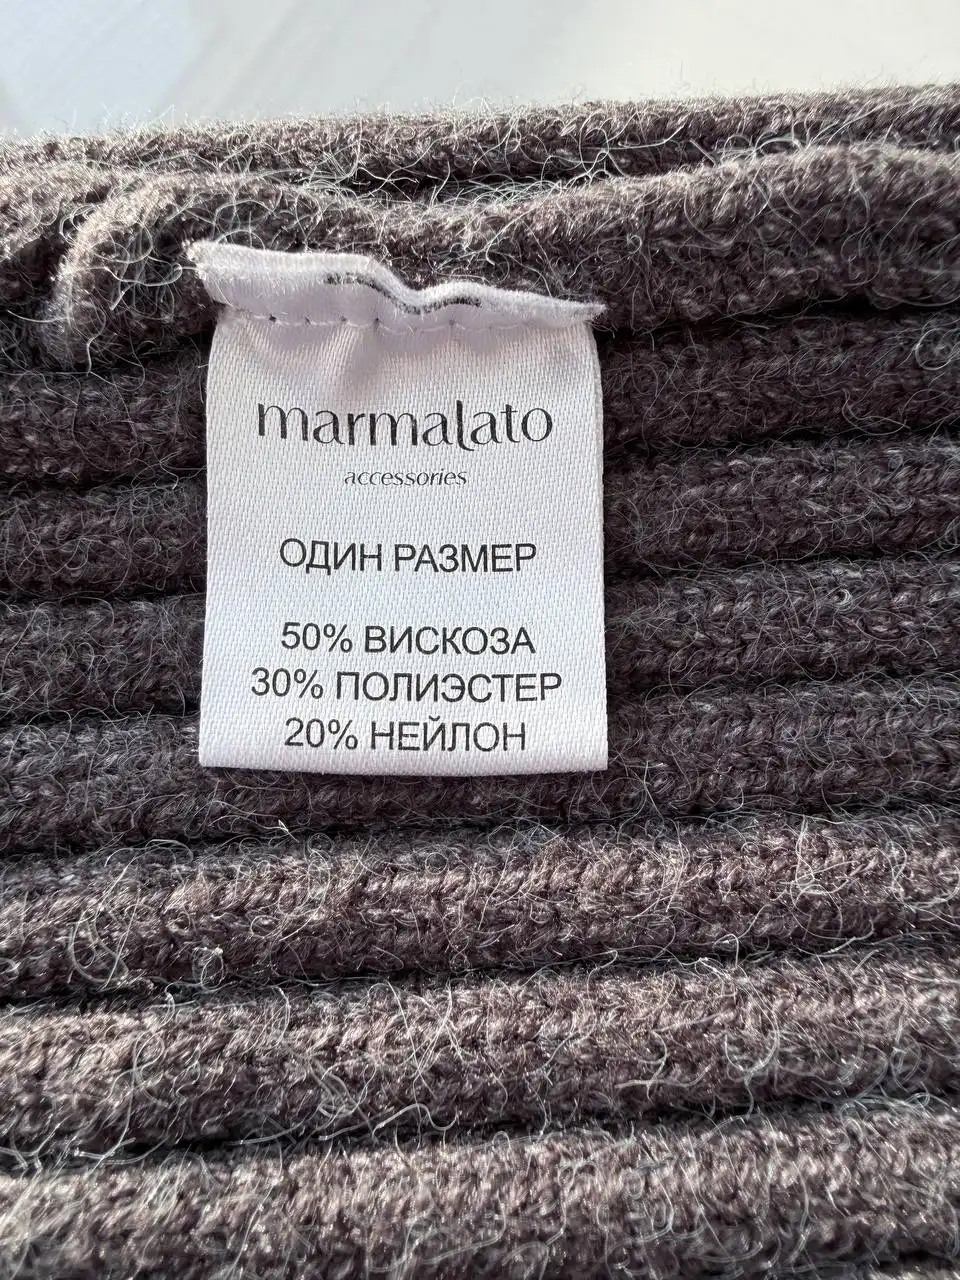 marmalato
accessories
ОДИН РАЗМЕР
50% ВИСКОЗА
30% ПОЛИЭСТЕР
20% НЕЙЛОН